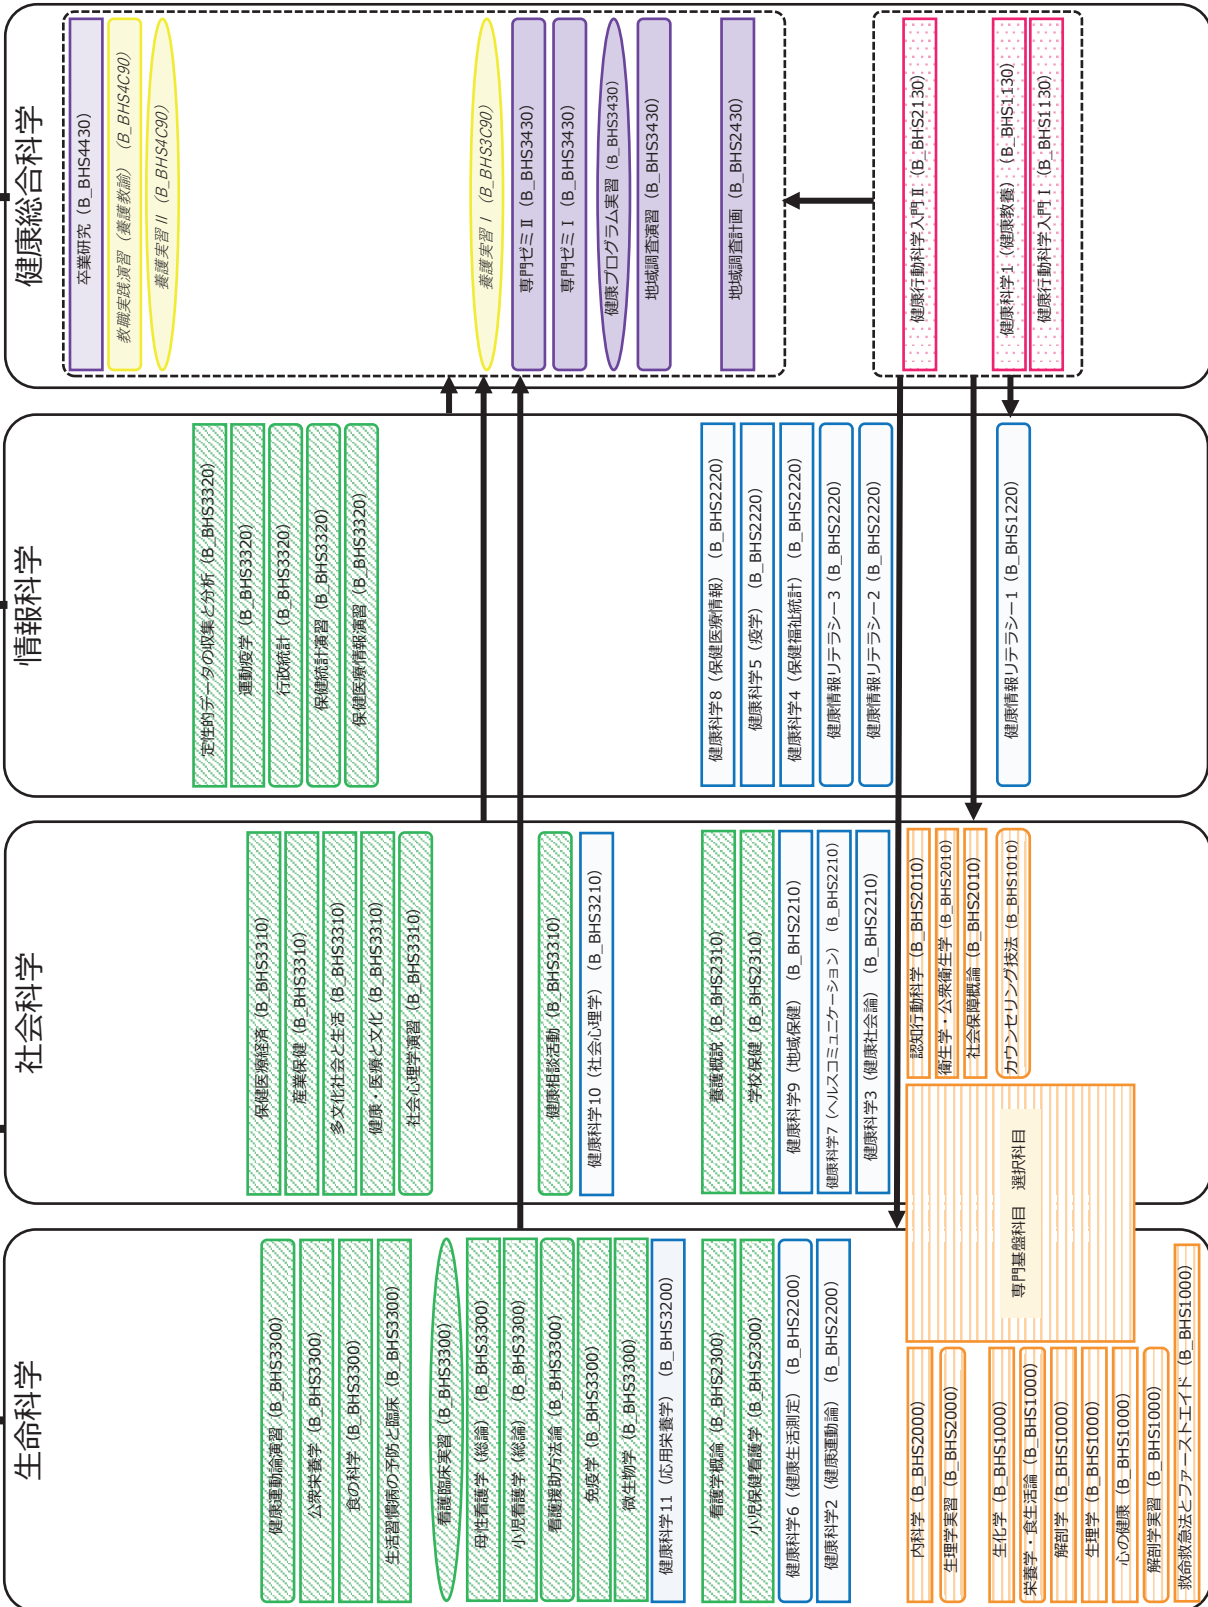 生命科学
健康運動論演習（B_BHS3300）
公衆栄養学（B_BHS3300）
食の科学（B_BHS3300）
生活習慣病の予防と臨床（B_BHS3300）
看護臨床実習（B_BHS3300）
母性看護学（総論）（B_BHS3300）
小児看護学（総論）（B_BHS3300）
看護援助方法論（B_BHS3300）
免疫学（B_BHS3300）
微生物学（B_BHS3300）
健康科学11（応用栄養学）（B_BHS3200）
看護学概論（B_BHS2300）
小児保健看護学（B_BHS2300）
健康科学6（健康生活測定）（B_BHS2200）
健康科学2（健康運動論）（B_BHS2200）
内科学（B_BHS2000）
生理学実習（B_BHS2000）
生化学（B_BHS1000）
栄養学・食生活論（B_BHS1000）
解剖学（B_BHS1000）
生理学（B_BHS1000）
心の健康（B_BHS1000）
解剖学実習（B_BHS1000）
救命救急法とファーストエイド（B_BHS1000）
専門基盤科目　選択科目
社会科学
保健医療経済（B_BHS3310）
産業保健（B_BHS3310）
多文化社会と生活（B_BHS3310）
健康・医療と文化（B_BHS3310）
社会心理学演習（B_BHS3310）
健康相談活動（B_BHS3310）
健康科学10（社会心理学）（B_BHS3210）
養護概説（B_BHS2310）
学校保健（B_BHS2310）
健康科学9（地域保健）（B_BHS2210）
健康科学7（ヘルスコミュニケーション）（B_BHS2210）
健康科学3（健康社会論）（B_BHS2210）
認知行動科学（B_BHS2010）
衛生学・公衆衛生学（B_BHS2010）
社会保障概論（B_BHS2010）
カウンセリング技法（B_BHS1010）
情報科学
定性的データの収集と分析（B_BHS3320）
運動疫学（B_BHS3320）
行政統計（B_BHS3320）
保健統計演習（B_BHS3320）
保健医療情報演習（B_BHS3320）
健康科学8（保健医療情報）（B_BHS2220）
健康科学5（疫学）（B_BHS2220）
健康科学4（保健福祉統計）（B_BHS2220）
健康情報リテラシー3（B_BHS2220）
健康情報リテラシー2（B_BHS2220）
健康情報リテラシー1（B_BHS1220）
健康総合科学
卒業研究（B_BHS4430）
教職実践演習（養護教諭）（B_BHS4C90）
養護実習Ⅱ（B_BHS4C90）
養護実習Ⅰ（B_BHS3C90）
専門ゼミⅡ（B_BHS3430）
専門ゼミⅠ（B_BHS3430）
健康プログラム実習（B_BHS3430）
地域調査演習（B_BHS3430）
地域調査計画（B_BHS2430）
健康行動科学入門Ⅱ（B_BHS2130）
健康科学1（健康教養）（B_BHS1130）
健康行動科学入門Ⅰ（B_BHS1130）